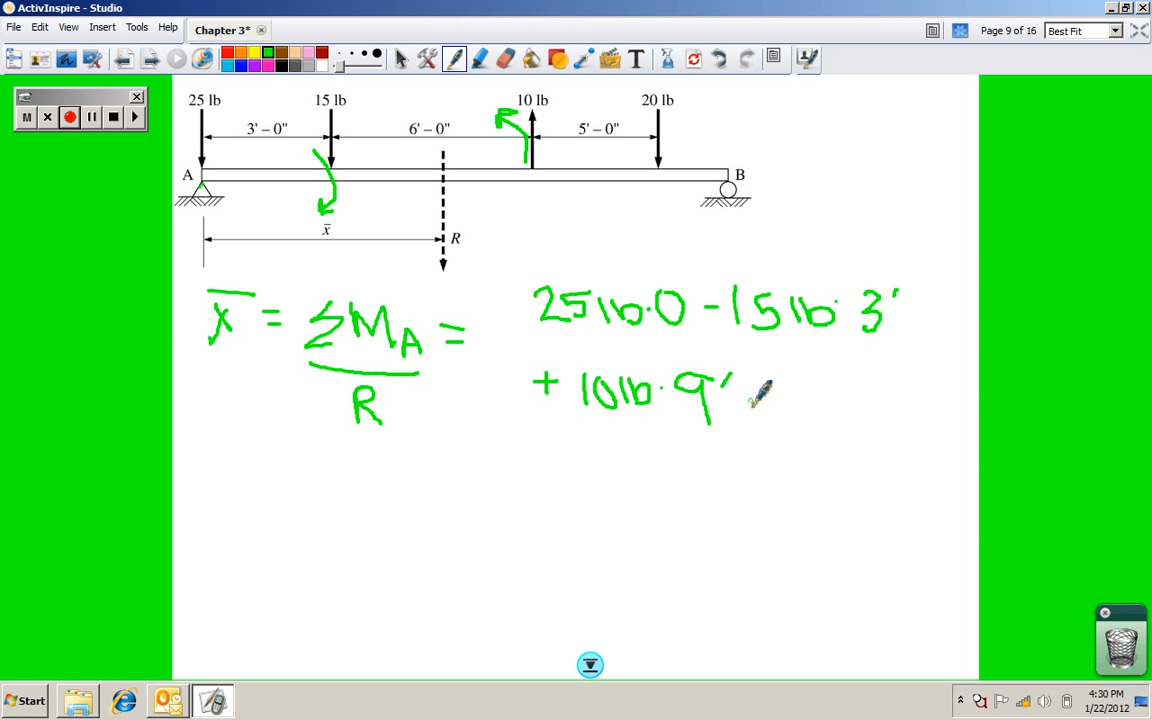 ActivInspire - Studio
File Edit View Insert Tools Help Chapter 3* Page 9 of 16 Best Fit
M
25 lb 15 lb 10 lb 20 lb
3' – 0" 6' – 0" 5' – 0"
A B
x̄ R
x̄ = ΣM_A / R = 25lb·0 - 15lb·3'
+ 10lb·9'
Start 4:30 PM
1/22/2012